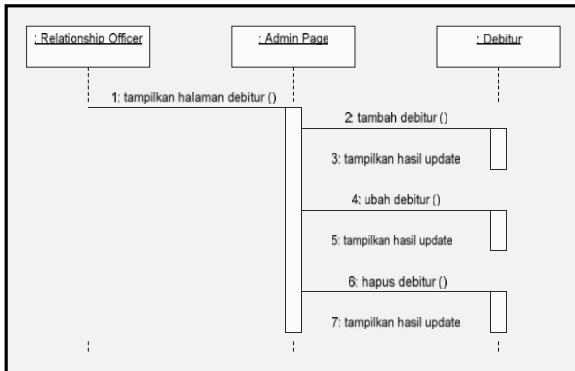 : Relationship Officer
: Admin Page
: Debitur
1: tampilkan halaman debitur ()
2: tambah debitur ()
3: tampilkan hasil update
4: ubah debitur ()
5: tampilkan hasil update
6: hapus debitur ()
7: tampilkan hasil update